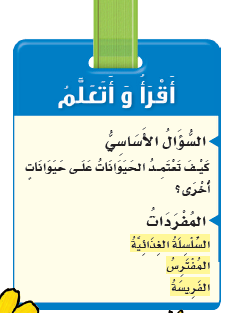 أَقْرَأُ وَ أَتَعَلَّمُ
السُّؤَالُ الأَسَاسِيُّ
كَيْفَ تَعْتَمِدُ الحَيَوَانَاتُ عَلَى حَيَوَانَاتٍ
أُخْرَى؟
المُفْرَدَاتُ
السِّلْسِلَةُ الغِذَائِيَّةُ
المُفْتَرِسُ
الفَرِيسَةُ